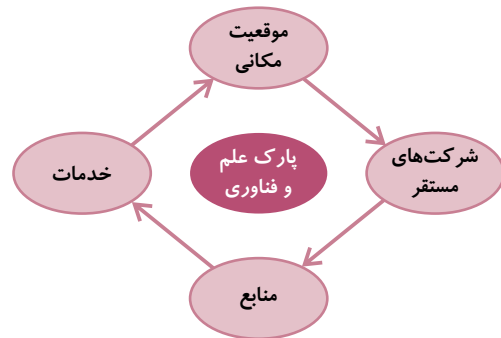 موقعیت
مکانی
شرکت‌های
مستقر
پارک علم
و فناوری
خدمات
منابع